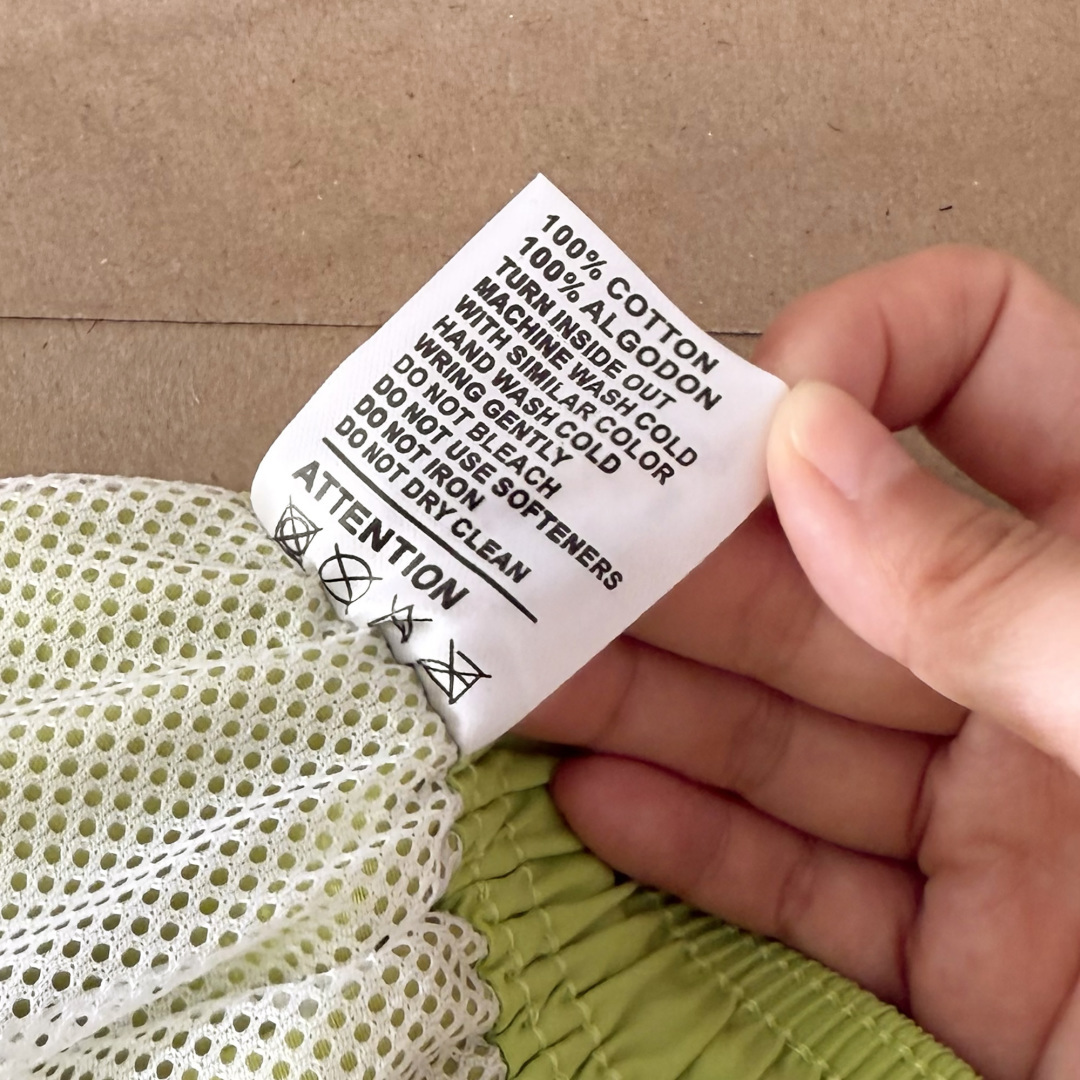 100% COTTON
100% ALGODON
TURN INSIDE OUT
MACHINE WASH COLD
WITH SIMILAR COLOR
HAND WASH COLD
WRING GENTLY
DO NOT BLEACH
DO NOT USE SOFTENERS
DO NOT IRON
DO NOT DRY CLEAN
ATTENTION